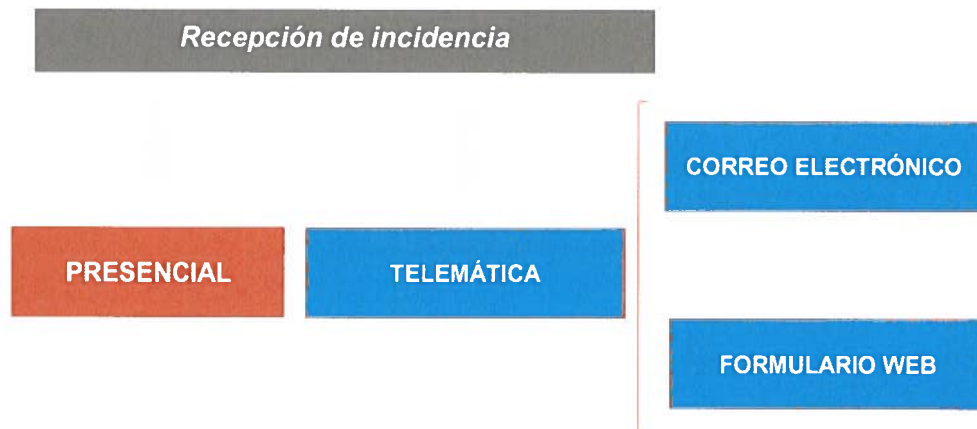 Recepción de incidencia
CORREO ELECTRÓNICO
PRESENCIAL
TELEMÁTICA
FORMULARIO WEB